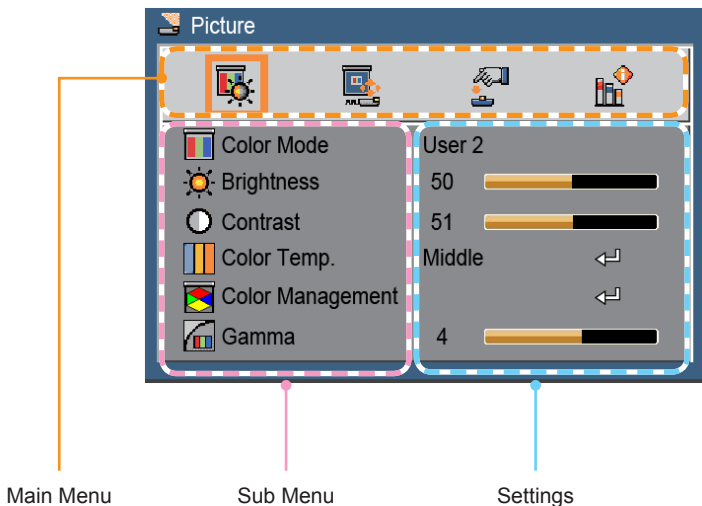 Picture
Color Mode User 2
Brightness 50
Contrast 51
Color Temp. Middle
Color Management
Gamma 4
Main Menu Sub Menu Settings